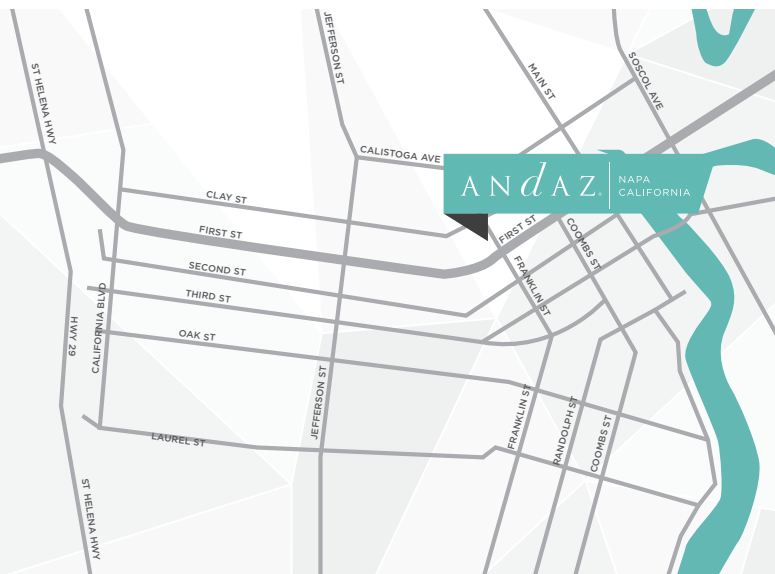 JEFFERSON ST
ST HELENA HWY
MAIN ST
SOSCOL AVE
CALISTOGA AVE
ANdAZ.
NAPA
CALIFORNIA
CLAY ST
FIRST ST
FIRST ST
COOMBS ST
SECOND ST
FRANKLIN ST
THIRD ST
CALIFORNIA BLVD
HWY 29
OAK ST
JEFFERSON ST
FRANKLIN ST
RANDOLPH ST
COOMBS ST
LAUREL ST
ST HELENA HWY